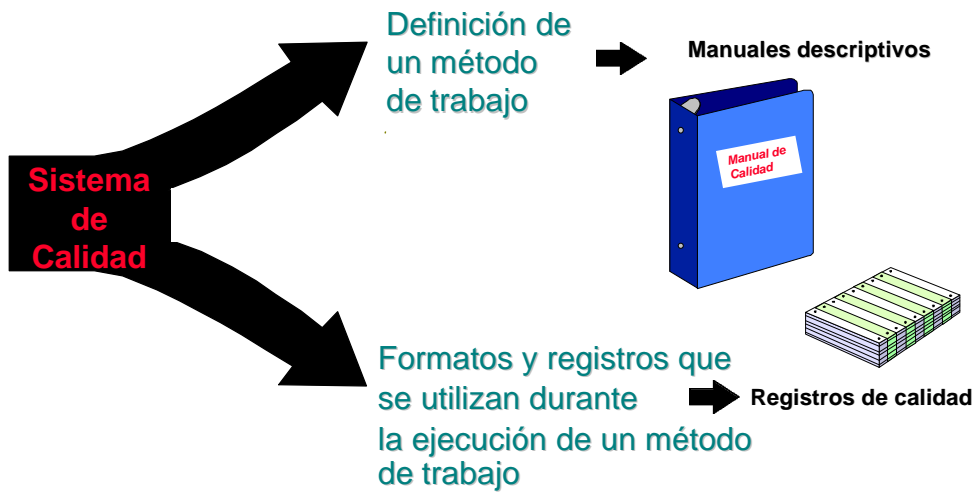 Definición de
un método
de trabajo
Manuales descriptivos
Manual de
Calidad
Sistema
de
Calidad
Formatos y registros que
se utilizan durante
la ejecución de un método
de trabajo
Registros de calidad